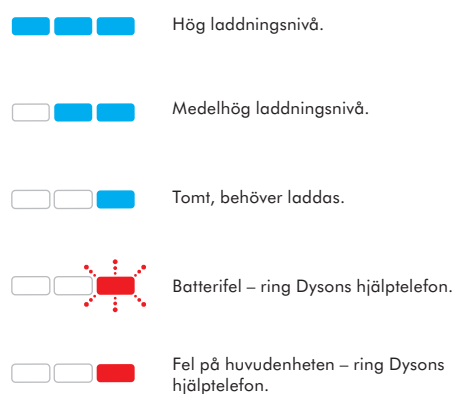 Hög laddningsnivå.
Medelhög laddningsnivå.
Tomt, behöver laddas.
Batterifel – ring Dysons hjälptelefon.
Fel på huvudenheten – ring Dysons
hjälptelefon.